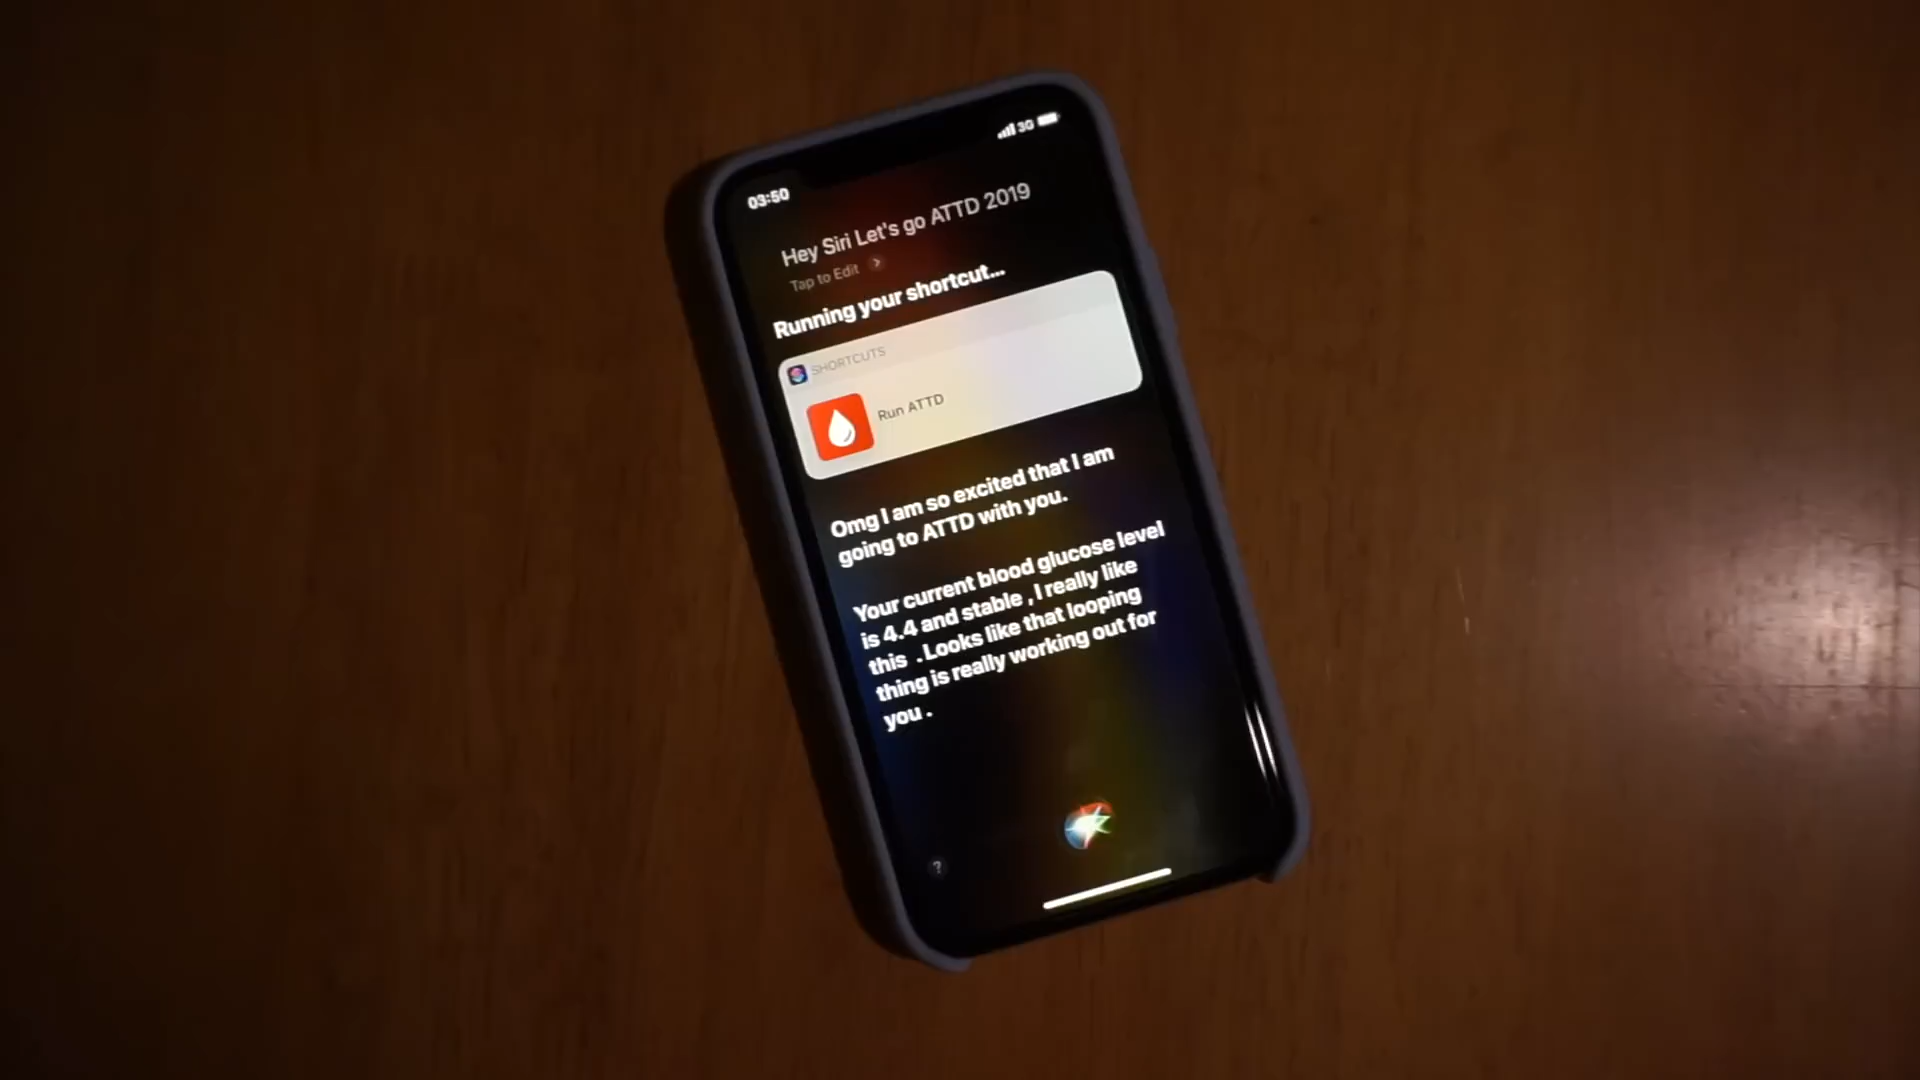 03:50
3G
Hey Siri Let's go ATTD 2019
Tap to Edit
Running your shortcut...
SHORTCUTS
Run ATTD
Omg I am so excited that I am
going to ATTD with you.
Your current blood glucose level
is 4.4 and stable , I really like
this . Looks like that looping
thing is really working out for
you .
?